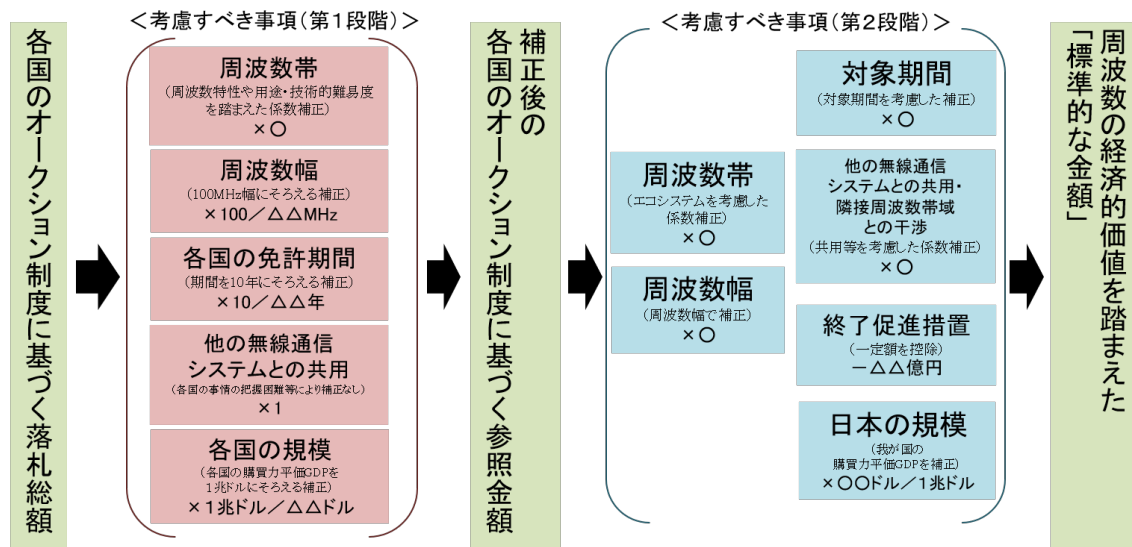 各国のオークション制度に基づく落札総額
＜考慮すべき事項(第１段階)＞
周波数帯
(周波数特性や用途・技術的難易度
を踏まえた係数補正)
×〇
周波数幅
(100MHz幅にそろえる補正)
×100／△△MHz
各国の免許期間
(期間を10年にそろえる補正)
×10／△△年
他の無線通信
システムとの共用
(各国の事情の把握困難等により補正なし)
×1
各国の規模
(各国の購買力平価GDPを
1兆ドルにそろえる補正)
×１兆ドル／△△ドル
補正後の
各国のオークション制度に基づく参照金額
＜考慮すべき事項(第２段階)＞
周波数帯
(エコシステムを考慮した
係数補正)
×〇
周波数幅
(周波数幅で補正)
×〇
対象期間
(対象期間を考慮した補正)
×〇
他の無線通信
システムとの共用・
隣接周波数帯域
との干渉
(共用等を考慮した係数補正)
×〇
終了促進措置
(一定額を控除)
－△△億円
日本の規模
(我が国の
購買力平価GDPを補正)
×〇〇ドル／1兆ドル
周波数の経済的価値を踏まえた
「標準的な金額」